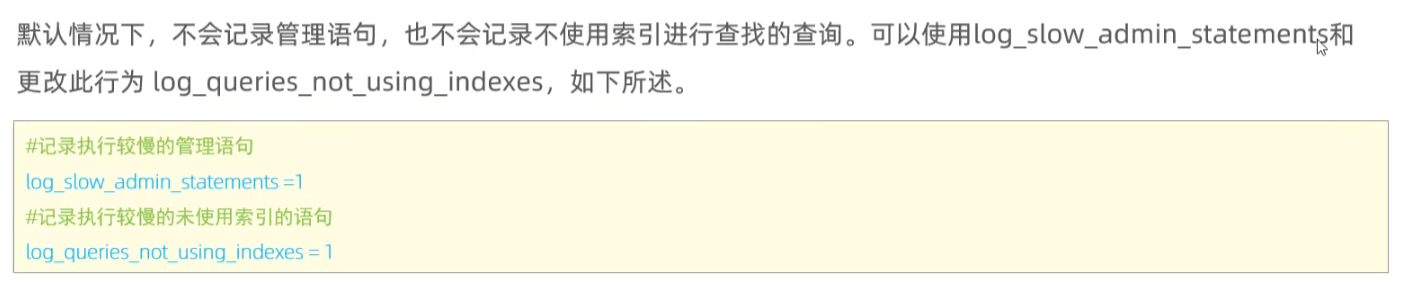 默认情况下，不会记录管理语句，也不会记录不使用索引进行查找的查询。可以使用log_slow_admin_statements和
更改此行为 log_queries_not_using_indexes，如下所述。
#记录执行较慢的管理语句
log_slow_admin_statements =1
#记录执行较慢的未使用索引的语句
log_queries_not_using_indexes = 1